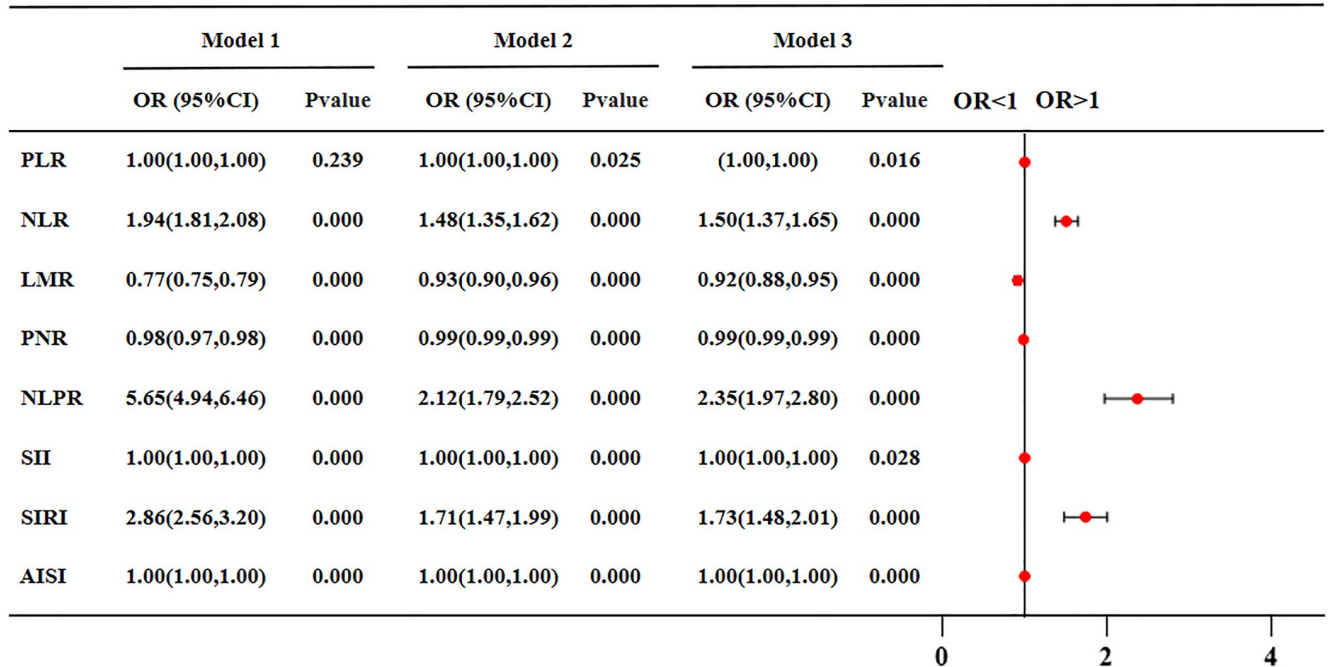 Model 1 Model 2 Model 3
OR (95%CI) Pvalue OR (95%CI) Pvalue OR (95%CI) Pvalue OR<1 OR>1
PLR 1.00(1.00,1.00) 0.239 1.00(1.00,1.00) 0.025 (1.00,1.00) 0.016
NLR 1.94(1.81,2.08) 0.000 1.48(1.35,1.62) 0.000 1.50(1.37,1.65) 0.000
LMR 0.77(0.75,0.79) 0.000 0.93(0.90,0.96) 0.000 0.92(0.88,0.95) 0.000
PNR 0.98(0.97,0.98) 0.000 0.99(0.99,0.99) 0.000 0.99(0.99,0.99) 0.000
NLPR 5.65(4.94,6.46) 0.000 2.12(1.79,2.52) 0.000 2.35(1.97,2.80) 0.000
SII 1.00(1.00,1.00) 0.000 1.00(1.00,1.00) 0.000 1.00(1.00,1.00) 0.028
SIRI 2.86(2.56,3.20) 0.000 1.71(1.47,1.99) 0.000 1.73(1.48,2.01) 0.000
AISI 1.00(1.00,1.00) 0.000 1.00(1.00,1.00) 0.000 1.00(1.00,1.00) 0.000
0 2 4